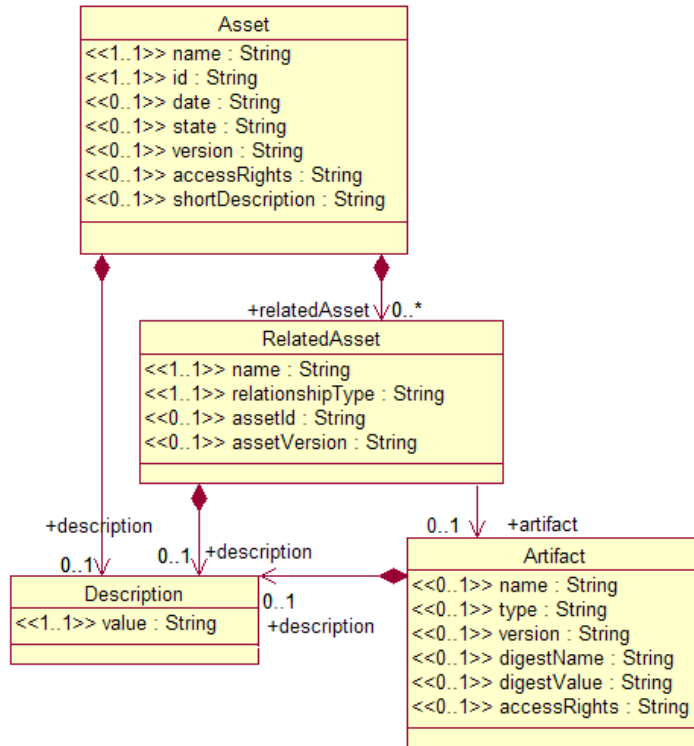 Asset
<<1..1>> name : String
<<1..1>> id : String
<<0..1>> date : String
<<0..1>> state : String
<<0..1>> version : String
<<0..1>> accessRights : String
<<0..1>> shortDescription : String
+relatedAsset 0..*
RelatedAsset
<<1..1>> name : String
<<1..1>> relationshipType : String
<<0..1>> assetId : String
<<0..1>> assetVersion : String
+description
0..1
+description
0..1
0..1
+artifact
Description
<<1..1>> value : String
0..1
+description
Artifact
<<0..1>> name : String
<<0..1>> type : String
<<0..1>> version : String
<<0..1>> digestName : String
<<0..1>> digestValue : String
<<0..1>> accessRights : String